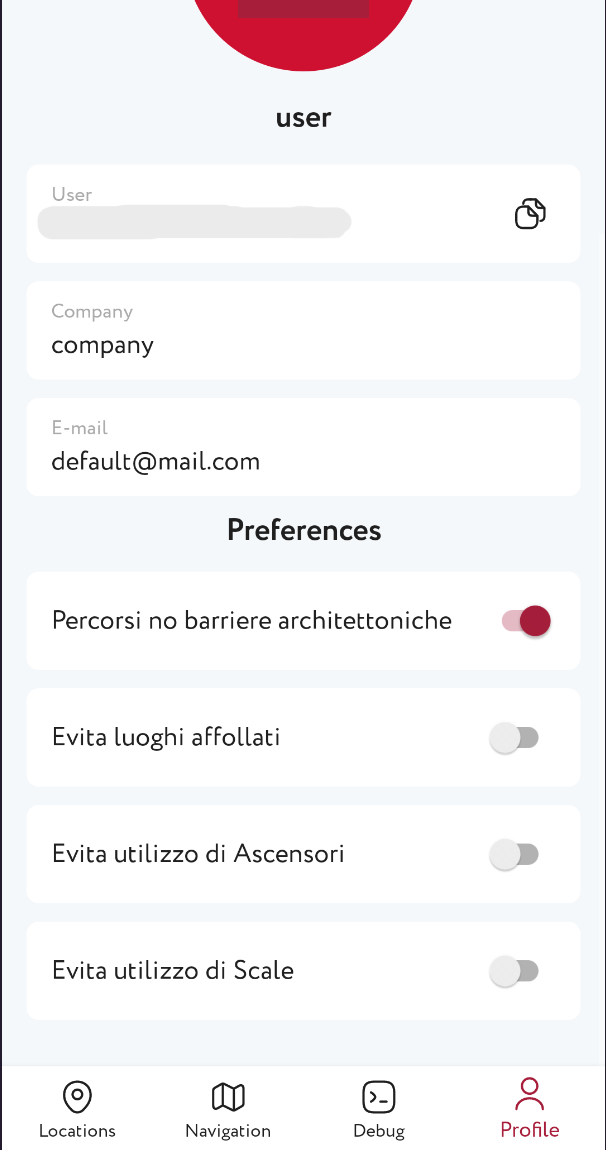 user
User
Company
company
E-mail
default@mail.com
Preferences
Percorsi no barriere architettoniche
Evita luoghi affollati
Evita utilizzo di Ascensori
Evita utilizzo di Scale
Locations
Navigation
Debug
Profile